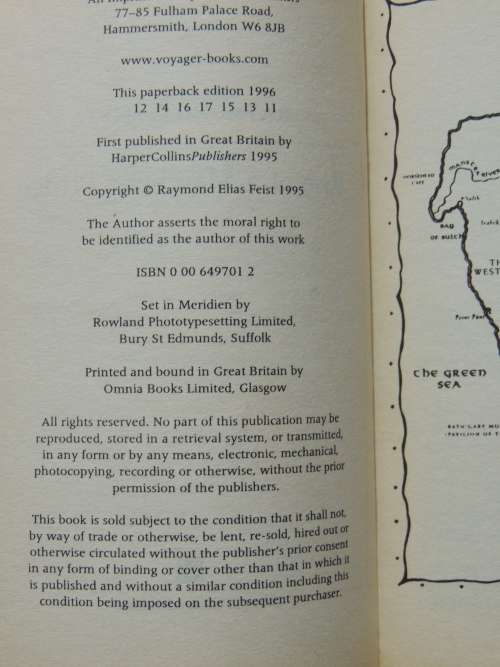 77–85 Fulham Palace Road,
Hammersmith, London W6 8JB
www.voyager-books.com
This paperback edition 1996
12 14 16 17 15 13 11
First published in Great Britain by
HarperCollinsPublishers 1995
Copyright © Raymond Elias Feist 1995
The Author asserts the moral right to
be identified as the author of this work
ISBN 0 00 649701 2
Set in Meridien by
Rowland Phototypesetting Limited,
Bury St Edmunds, Suffolk
Printed and bound in Great Britain by
Omnia Books Limited, Glasgow
All rights reserved. No part of this publication may be
reproduced, stored in a retrieval system, or transmitted,
in any form or by any means, electronic, mechanical,
photocopying, recording or otherwise, without the prior
permission of the publishers.
This book is sold subject to the condition that it shall not,
by way of trade or otherwise, be lent, re-sold, hired out or
otherwise circulated without the publisher's prior consent
in any form of binding or cover other than that in which it
is published and without a similar condition including this
condition being imposed on the subsequent purchaser.
River
Bay
The Green
Sea